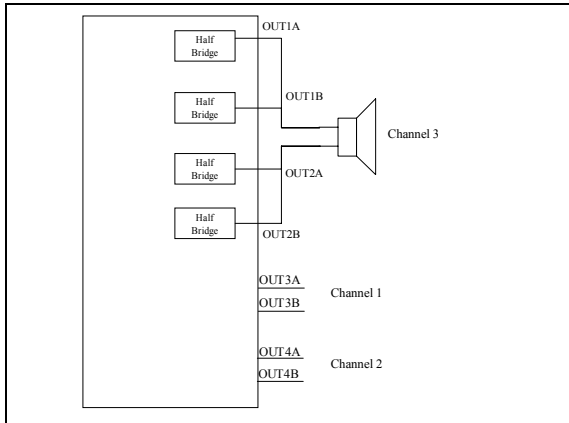 OUT1A
Half
Bridge
OUT1B
Half
Bridge
Channel 3
Half
Bridge
OUT2A
Half
Bridge
OUT2B
OUT3A
Channel 1
OUT3B
OUT4A
Channel 2
OUT4B